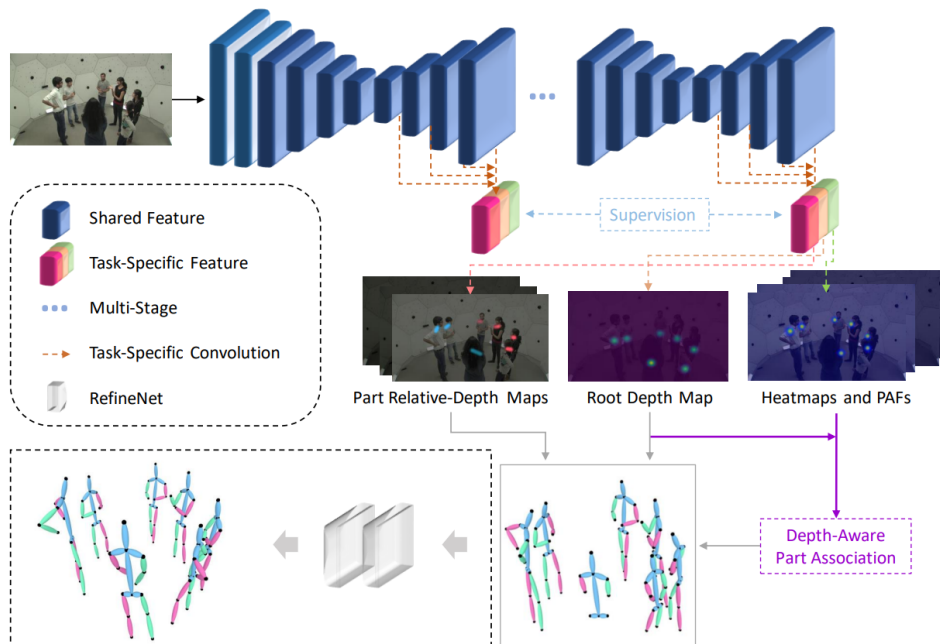 Shared Feature
Task-Specific Feature
Multi-Stage
Task-Specific Convolution
RefineNet
Supervision
Part Relative-Depth Maps
Root Depth Map
Heatmaps and PAFs
Depth-Aware
Part Association